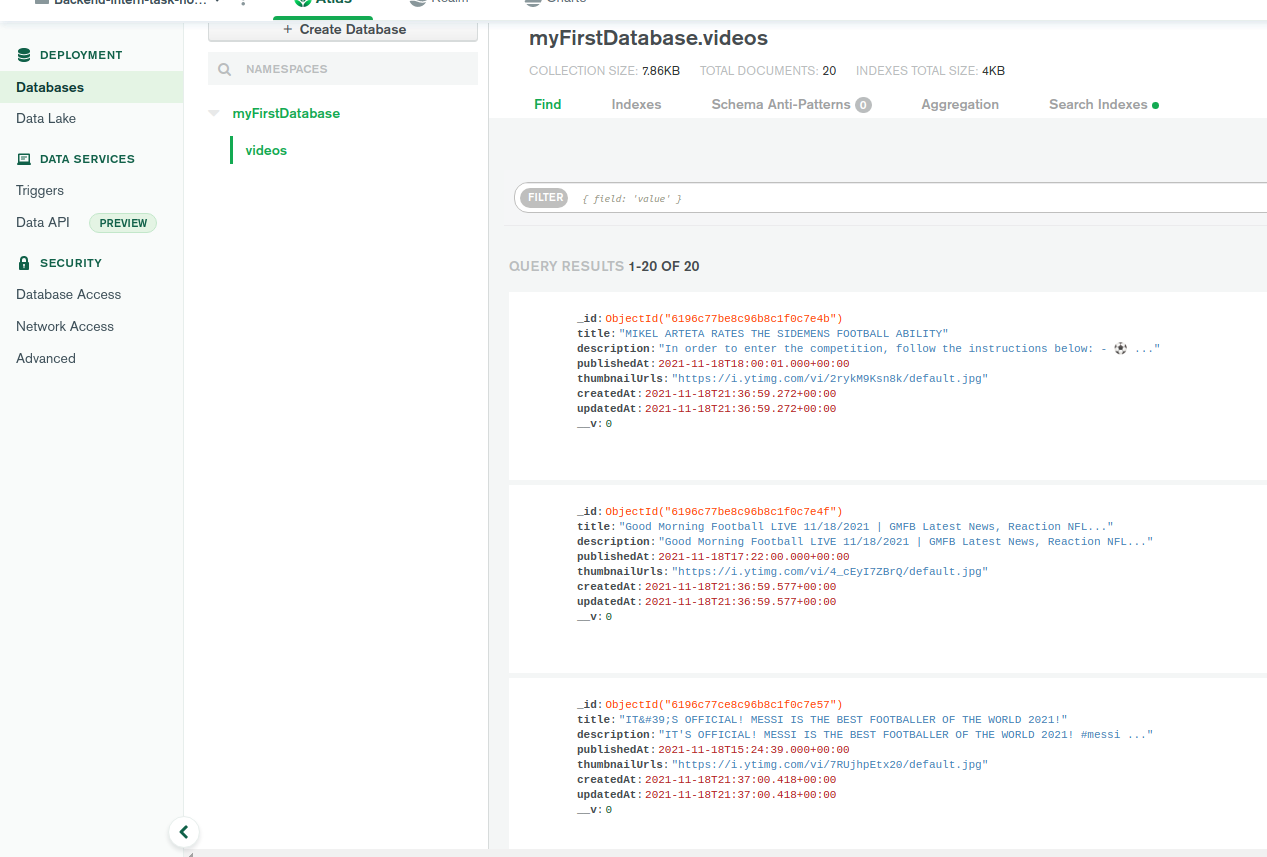 Backend-intern-task-no...
Atlas
Realm
Charts
DEPLOYMENT
Databases
Data Lake
DATA SERVICES
Triggers
Data API PREVIEW
SECURITY
Database Access
Network Access
Advanced
+ Create Database
NAMESPACES
myFirstDatabase
videos
myFirstDatabase.videos
COLLECTION SIZE: 7.86KB TOTAL DOCUMENTS: 20 INDEXES TOTAL SIZE: 4KB
Find Indexes Schema Anti-Patterns 0 Aggregation Search Indexes
FILTER { field: 'value' }
QUERY RESULTS 1-20 OF 20
_id: ObjectId("6196c77be8c96b8c1f0c7e4b")
title: "MIKEL ARTETA RATES THE SIDEMENS FOOTBALL ABILITY"
description: "In order to enter the competition, follow the instructions below: - ⚽ ..."
publishedAt: 2021-11-18T18:00:01.000+00:00
thumbnailUrls: "https://i.ytimg.com/vi/2rykM9Ksn8k/default.jpg"
createdAt: 2021-11-18T21:36:59.272+00:00
updatedAt: 2021-11-18T21:36:59.272+00:00
__v: 0
_id: ObjectId("6196c77be8c96b8c1f0c7e4f")
title: "Good Morning Football LIVE 11/18/2021 | GMFB Latest News, Reaction NFL..."
description: "Good Morning Football LIVE 11/18/2021 | GMFB Latest News, Reaction NFL..."
publishedAt: 2021-11-18T17:22:00.000+00:00
thumbnailUrls: "https://i.ytimg.com/vi/4_cEyI7ZBrQ/default.jpg"
createdAt: 2021-11-18T21:36:59.577+00:00
updatedAt: 2021-11-18T21:36:59.577+00:00
__v: 0
_id: ObjectId("6196c77ce8c96b8c1f0c7e57")
title: "IT&#39;S OFFICIAL! MESSI IS THE BEST FOOTBALLER OF THE WORLD 2021!"
description: "IT'S OFFICIAL! MESSI IS THE BEST FOOTBALLER OF THE WORLD 2021! #messi ..."
publishedAt: 2021-11-18T15:24:39.000+00:00
thumbnailUrls: "https://i.ytimg.com/vi/7RUjhpEtx20/default.jpg"
createdAt: 2021-11-18T21:37:00.418+00:00
updatedAt: 2021-11-18T21:37:00.418+00:00
__v: 0